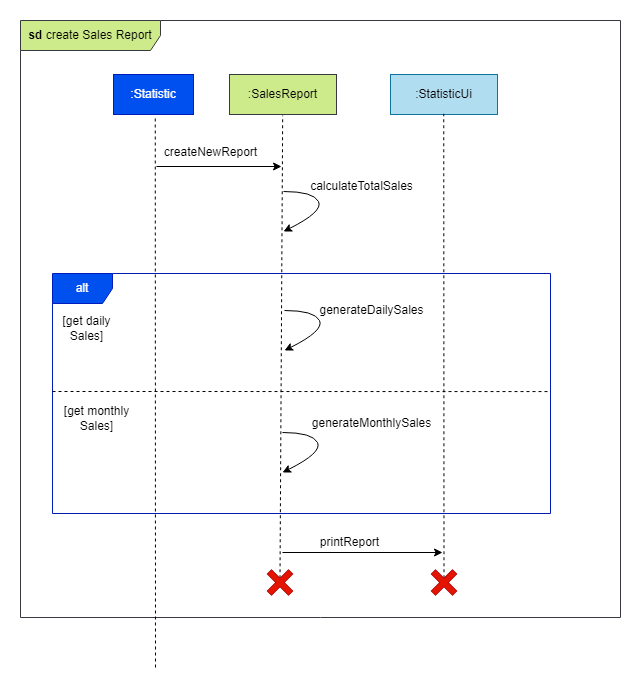 sd create Sales Report
:Statistic
:SalesReport
:StatisticUi
createNewReport
calculateTotalSales
alt
[get daily
Sales]
generateDailySales
[get monthly
Sales]
generateMonthlySales
printReport